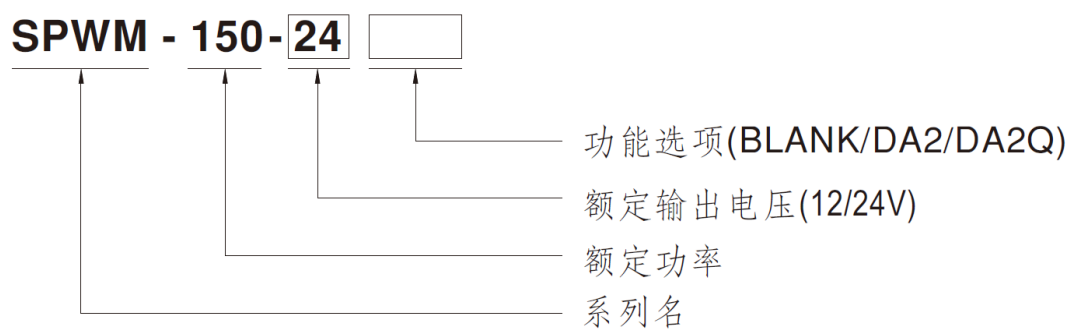 SPWM - 150 - 24
功能选项(BLANK/DA2/DA2Q)
额定输出电压(12/24V)
额定功率
系列名